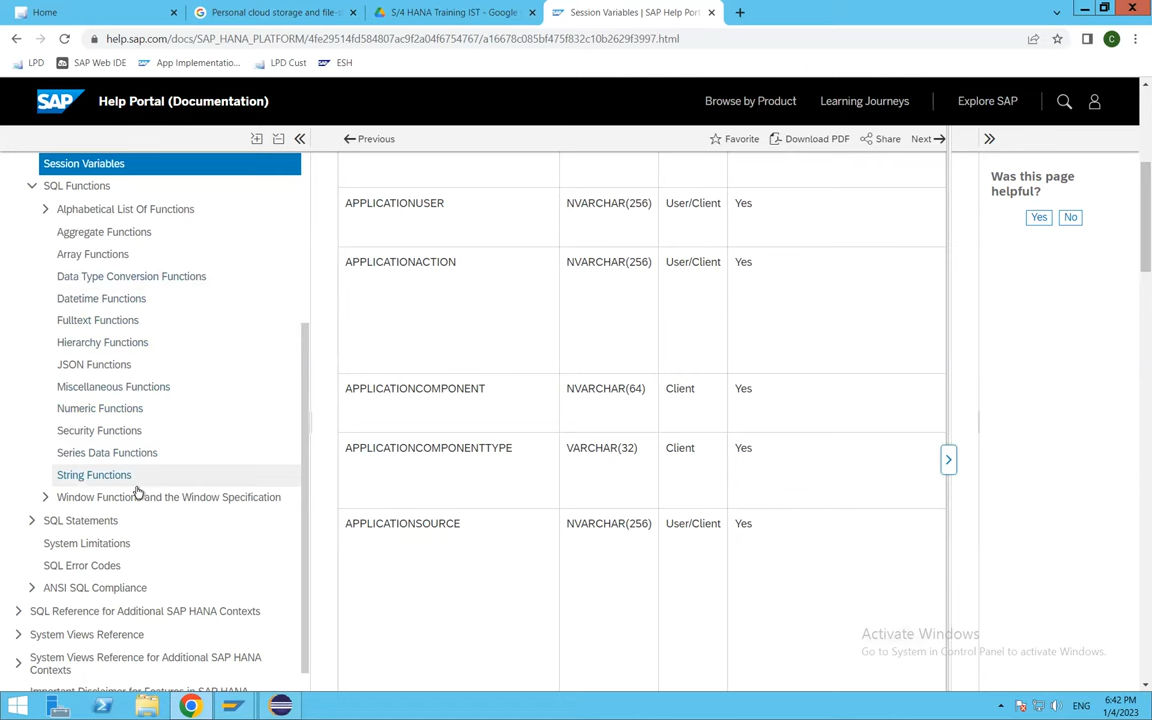 Home
Personal cloud storage and file-s
S/4 HANA Training IST - Google
Session Variables | SAP Help Port
help.sap.com/docs/SAP_HANA_PLATFORM/4fe29514fd584807ac9f2a04f6754767/a16678c085bf475f832c10b2629f3997.html
LPD
SAP Web IDE
App Implementatio...
LPD Cust
ESH
SAP
Help Portal (Documentation)
Browse by Product
Learning Journeys
Explore SAP
Previous
Favorite
Download PDF
Share
Next
Session Variables
SQL Functions
Alphabetical List Of Functions
Aggregate Functions
Array Functions
Data Type Conversion Functions
Datetime Functions
Fulltext Functions
Hierarchy Functions
JSON Functions
Miscellaneous Functions
Numeric Functions
Security Functions
Series Data Functions
String Functions
Window Functions and the Window Specification
SQL Statements
System Limitations
SQL Error Codes
ANSI SQL Compliance
SQL Reference for Additional SAP HANA Contexts
System Views Reference
System Views Reference for Additional SAP HANA
Contexts
Important Disclaimer for Features in SAP HANA
APPLICATIONUSER NVARCHAR(256) User/Client Yes
APPLICATIONACTION NVARCHAR(256) User/Client Yes
APPLICATIONCOMPONENT NVARCHAR(64) Client Yes
APPLICATIONCOMPONENTTYPE VARCHAR(32) Client Yes
APPLICATIONSOURCE NVARCHAR(256) User/Client Yes
Was this page
helpful?
Yes
No
Activate Windows
Go to System in Control Panel to activate Windows.
ENG
6:42 PM
1/4/2023
C